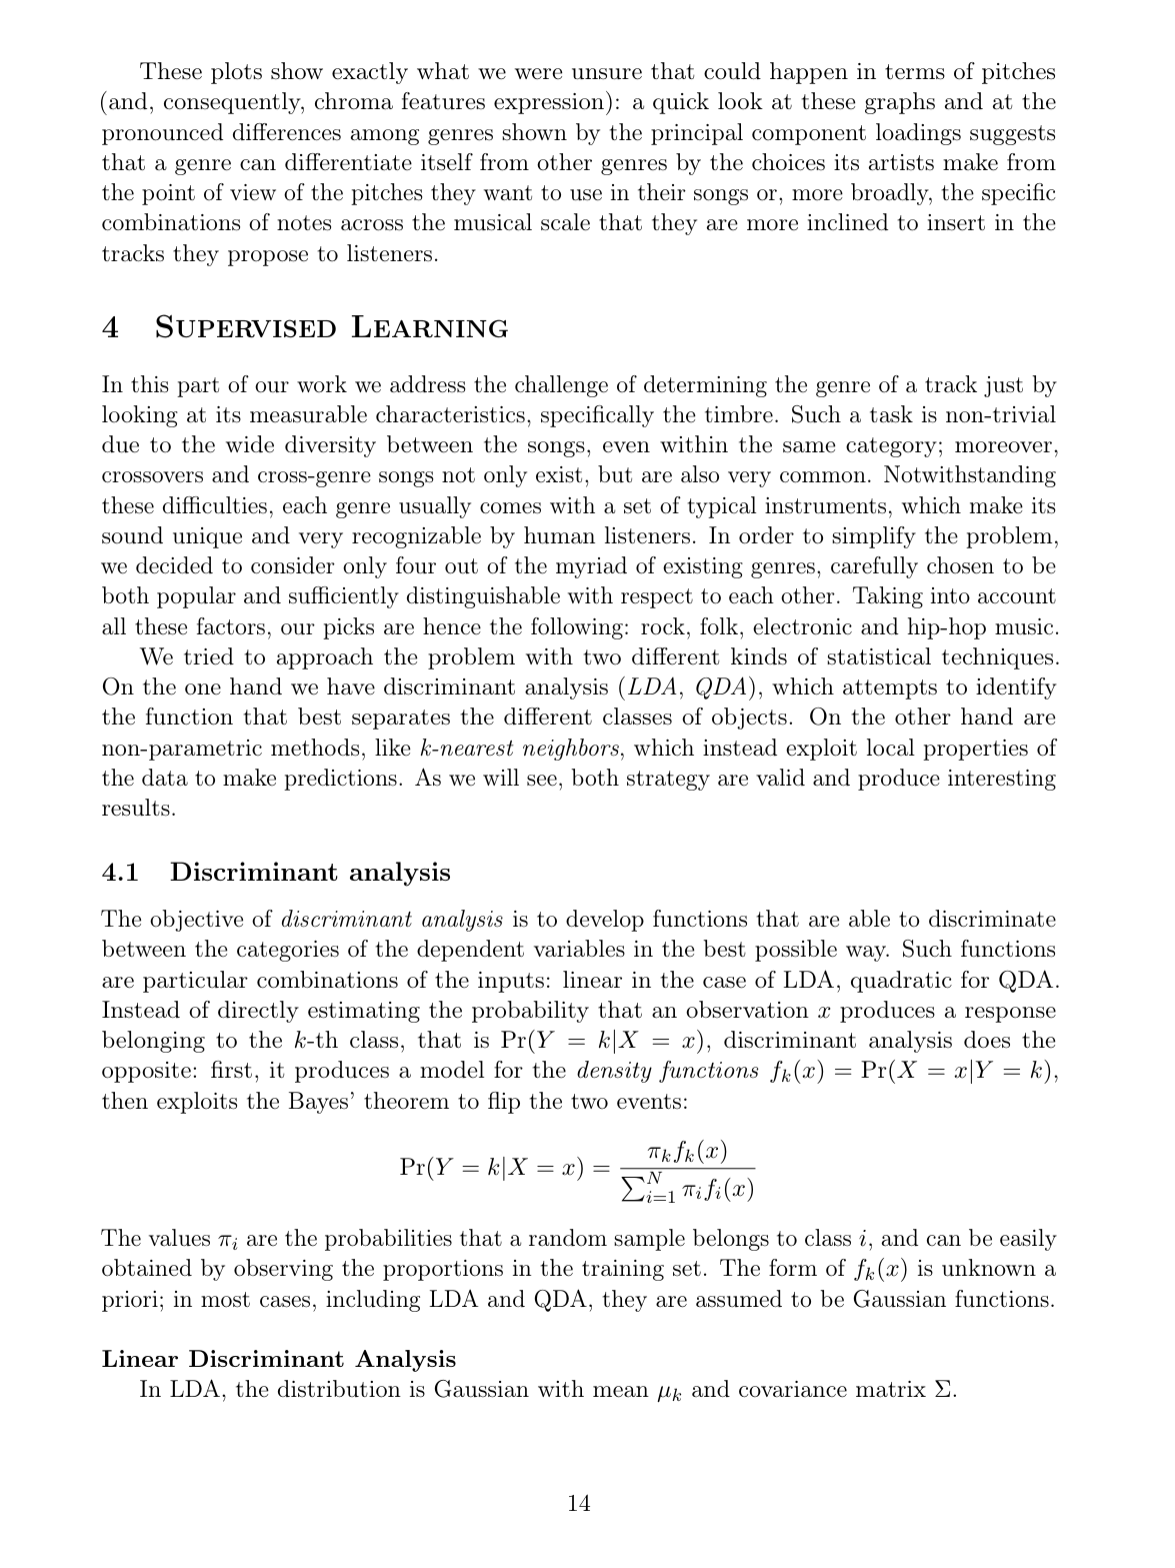 These plots show exactly what we were unsure that could happen in terms of pitches
(and, consequently, chroma features expression): a quick look at these graphs and at the
pronounced differences among genres shown by the principal component loadings suggests
that a genre can differentiate itself from other genres by the choices its artists make from
the point of view of the pitches they want to use in their songs or, more broadly, the specific
combinations of notes across the musical scale that they are more inclined to insert in the
tracks they propose to listeners.
4 Supervised Learning
In this part of our work we address the challenge of determining the genre of a track just by
looking at its measurable characteristics, specifically the timbre. Such a task is non-trivial
due to the wide diversity between the songs, even within the same category; moreover,
crossovers and cross-genre songs not only exist, but are also very common. Notwithstanding
these difficulties, each genre usually comes with a set of typical instruments, which make its
sound unique and very recognizable by human listeners. In order to simplify the problem,
we decided to consider only four out of the myriad of existing genres, carefully chosen to be
both popular and sufficiently distinguishable with respect to each other. Taking into account
all these factors, our picks are hence the following: rock, folk, electronic and hip-hop music.
We tried to approach the problem with two different kinds of statistical techniques.
On the one hand we have discriminant analysis (LDA, QDA), which attempts to identify
the function that best separates the different classes of objects. On the other hand are
non-parametric methods, like k-nearest neighbors, which instead exploit local properties of
the data to make predictions. As we will see, both strategy are valid and produce interesting
results.
4.1 Discriminant analysis
The objective of discriminant analysis is to develop functions that are able to discriminate
between the categories of the dependent variables in the best possible way. Such functions
are particular combinations of the inputs: linear in the case of LDA, quadratic for QDA.
Instead of directly estimating the probability that an observation x produces a response
belonging to the k-th class, that is Pr(Y = k|X = x), discriminant analysis does the
opposite: first, it produces a model for the density functions f_k(x) = Pr(X = x|Y = k),
then exploits the Bayes' theorem to flip the two events:
Pr(Y = k|X = x) = π_k f_k(x) / ∑_{i=1}^N π_i f_i(x)
The values π_i are the probabilities that a random sample belongs to class i, and can be easily
obtained by observing the proportions in the training set. The form of f_k(x) is unknown a
priori; in most cases, including LDA and QDA, they are assumed to be Gaussian functions.
Linear Discriminant Analysis
In LDA, the distribution is Gaussian with mean μ_k and covariance matrix Σ.
14